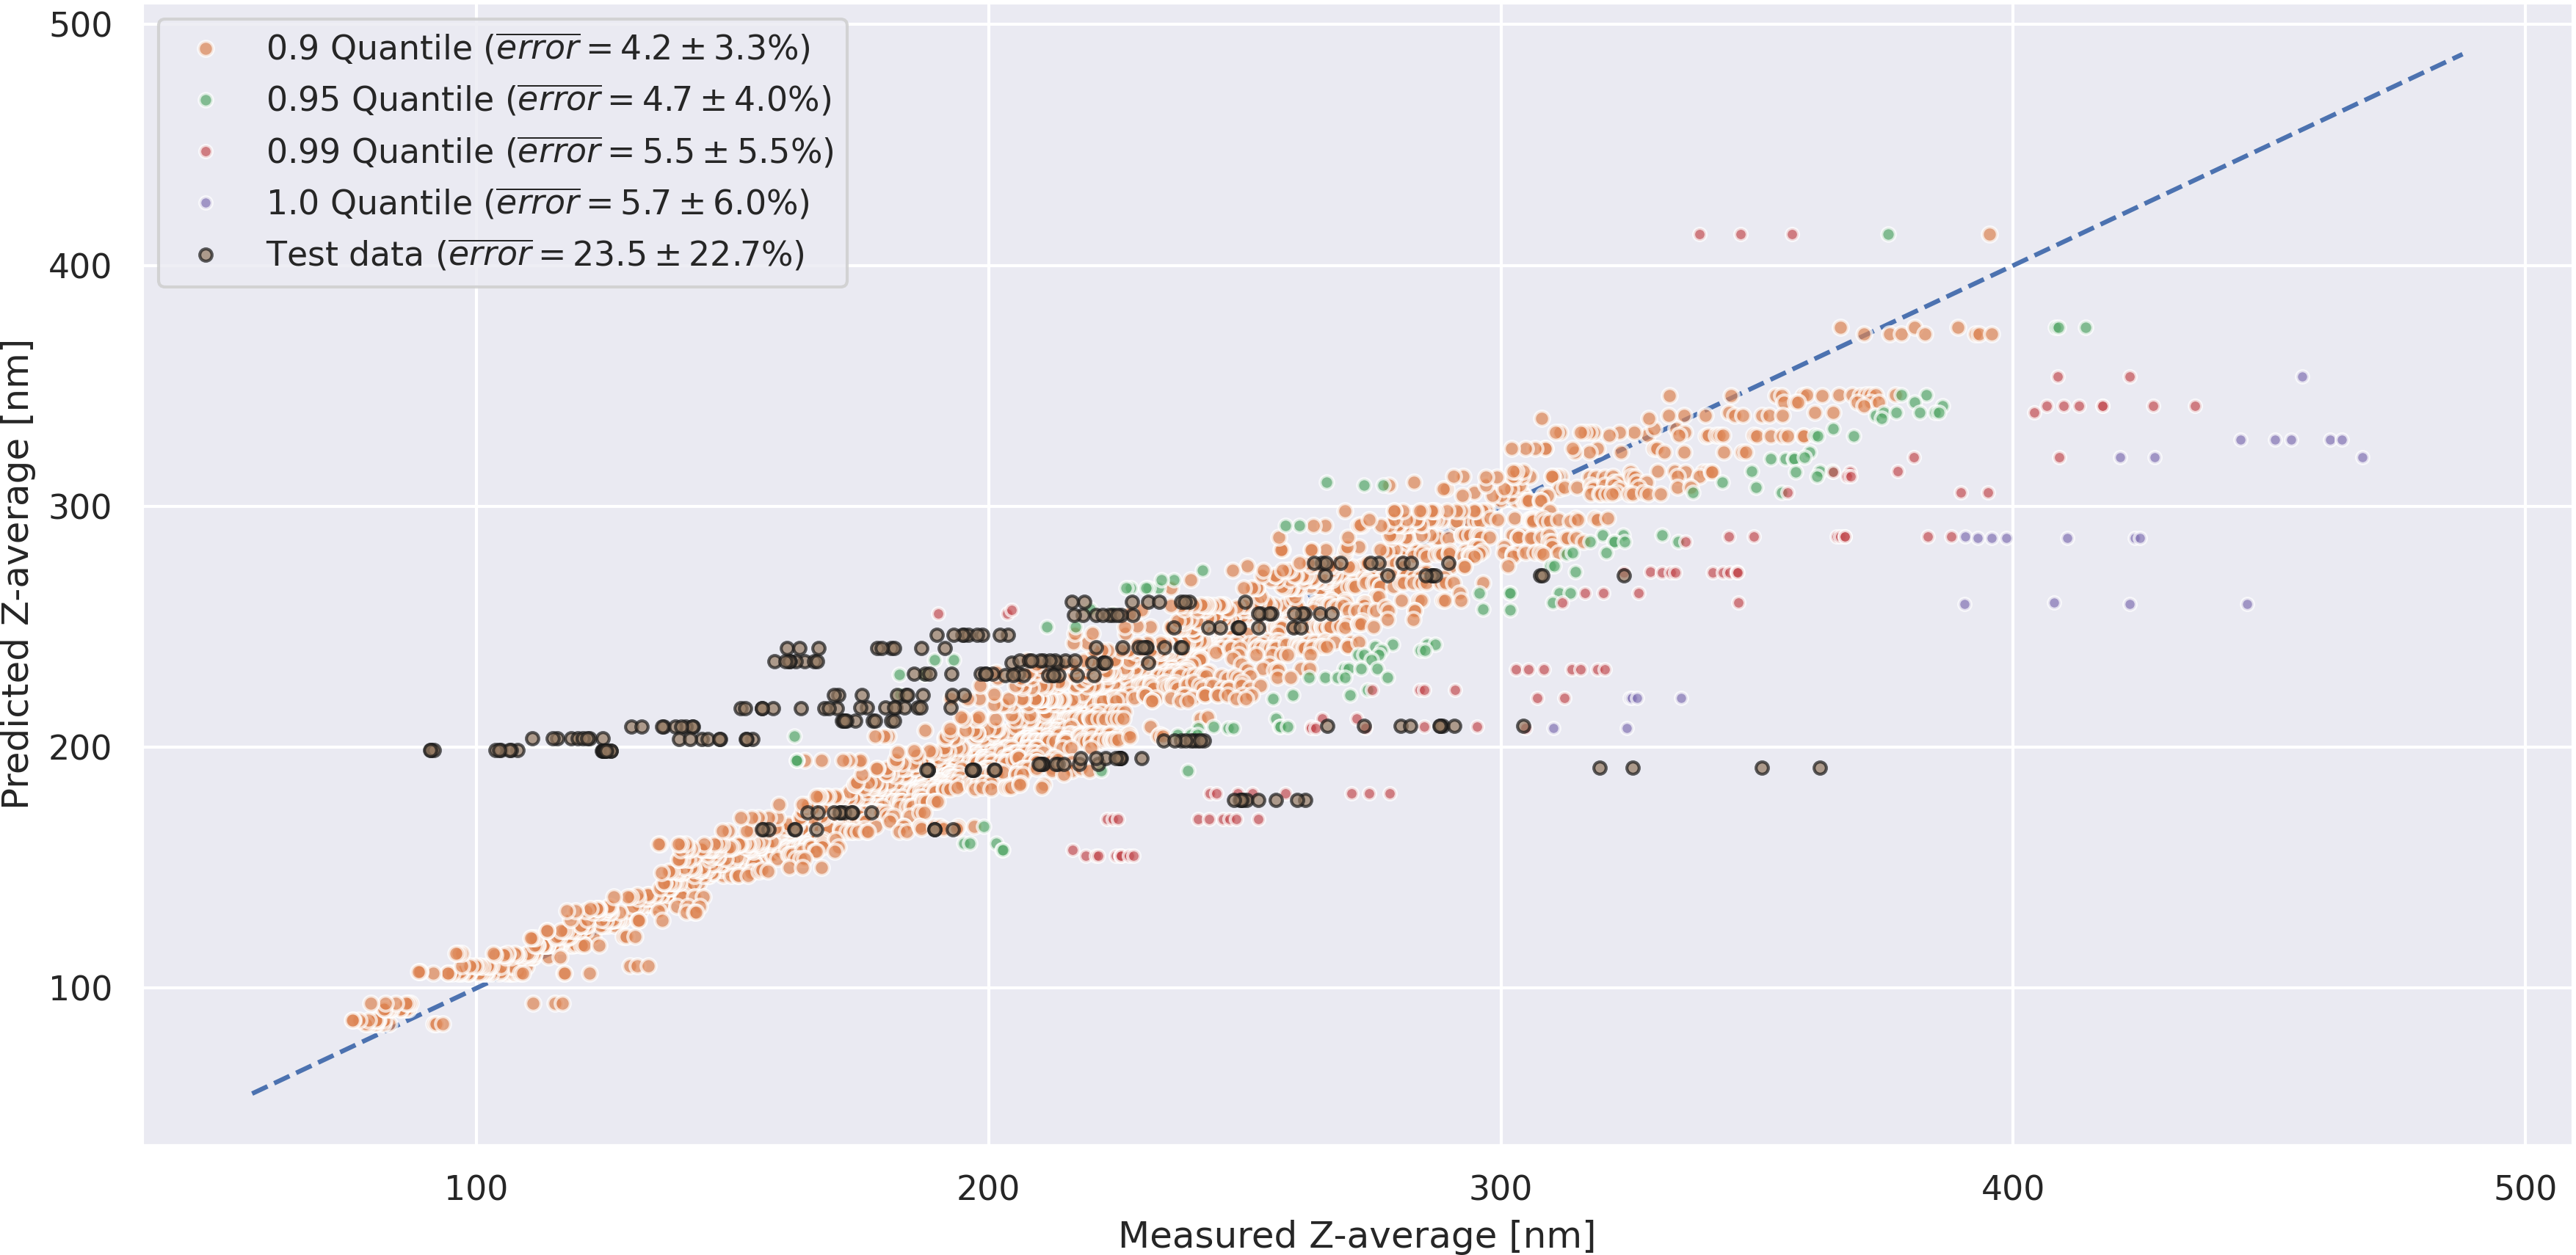 0.9 Quantile (error = 4.2 ± 3.3%)
0.95 Quantile (error = 4.7 ± 4.0%)
0.99 Quantile (error = 5.5 ± 5.5%)
1.0 Quantile (error = 5.7 ± 6.0%)
Test data (error = 23.5 ± 22.7%)
500
400
300
200
100
Predicted Z-average [nm]
100 200 300 400 500
Measured Z-average [nm]